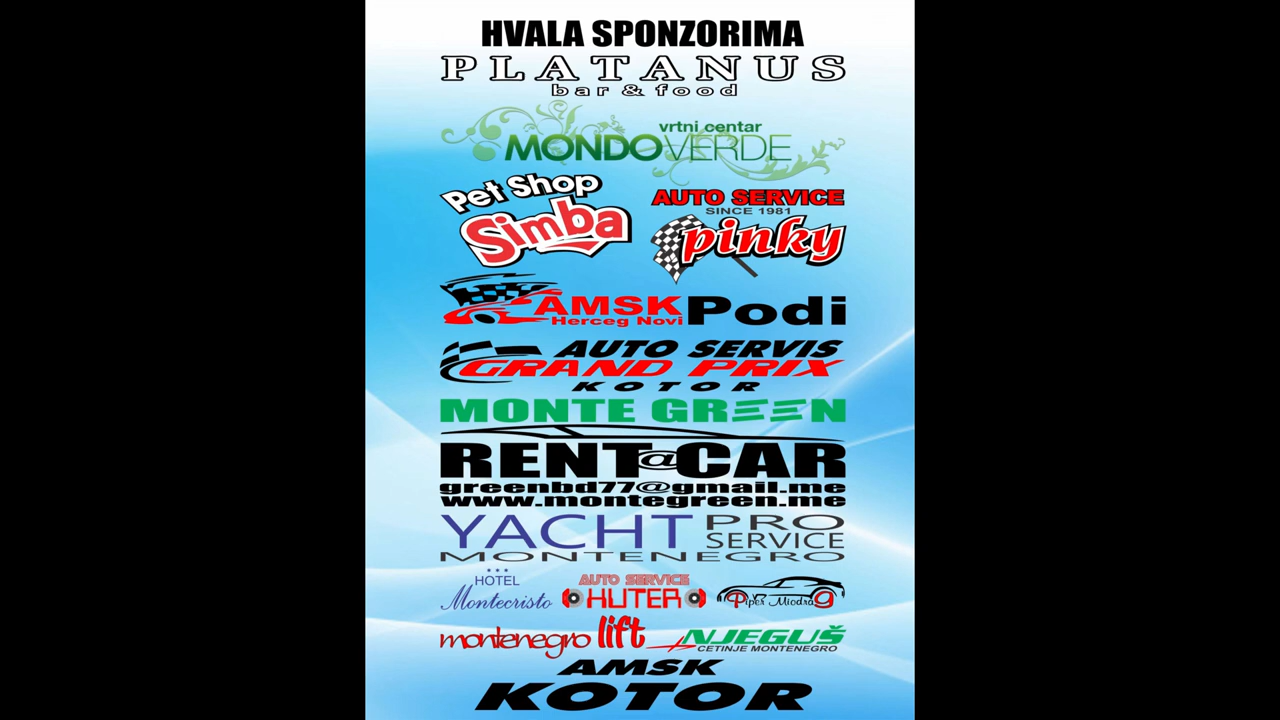 HVALA SPONZORIMA
PLATANUS
bar & food
vrtni centar
MONDOVERDE
Pet Shop
Simba
AUTO SERVICE
SINCE 1981
pinky
AMSK
Herceg Novi
Podi
AUTO SERVIS
GRAND PRIX
KOTOR
MONTE GREEN
RENT@CAR
greenbd77@gmail.me
www.montegreen.me
YACHT PRO
SERVICE
MONTENEGRO
HOTEL
Montecristo
AUTO SERVICE
HUTER
Piper Miodrag
montenegro lift
NJEGUŠ
CETINJE MONTENEGRO
AMSK
KOTOR